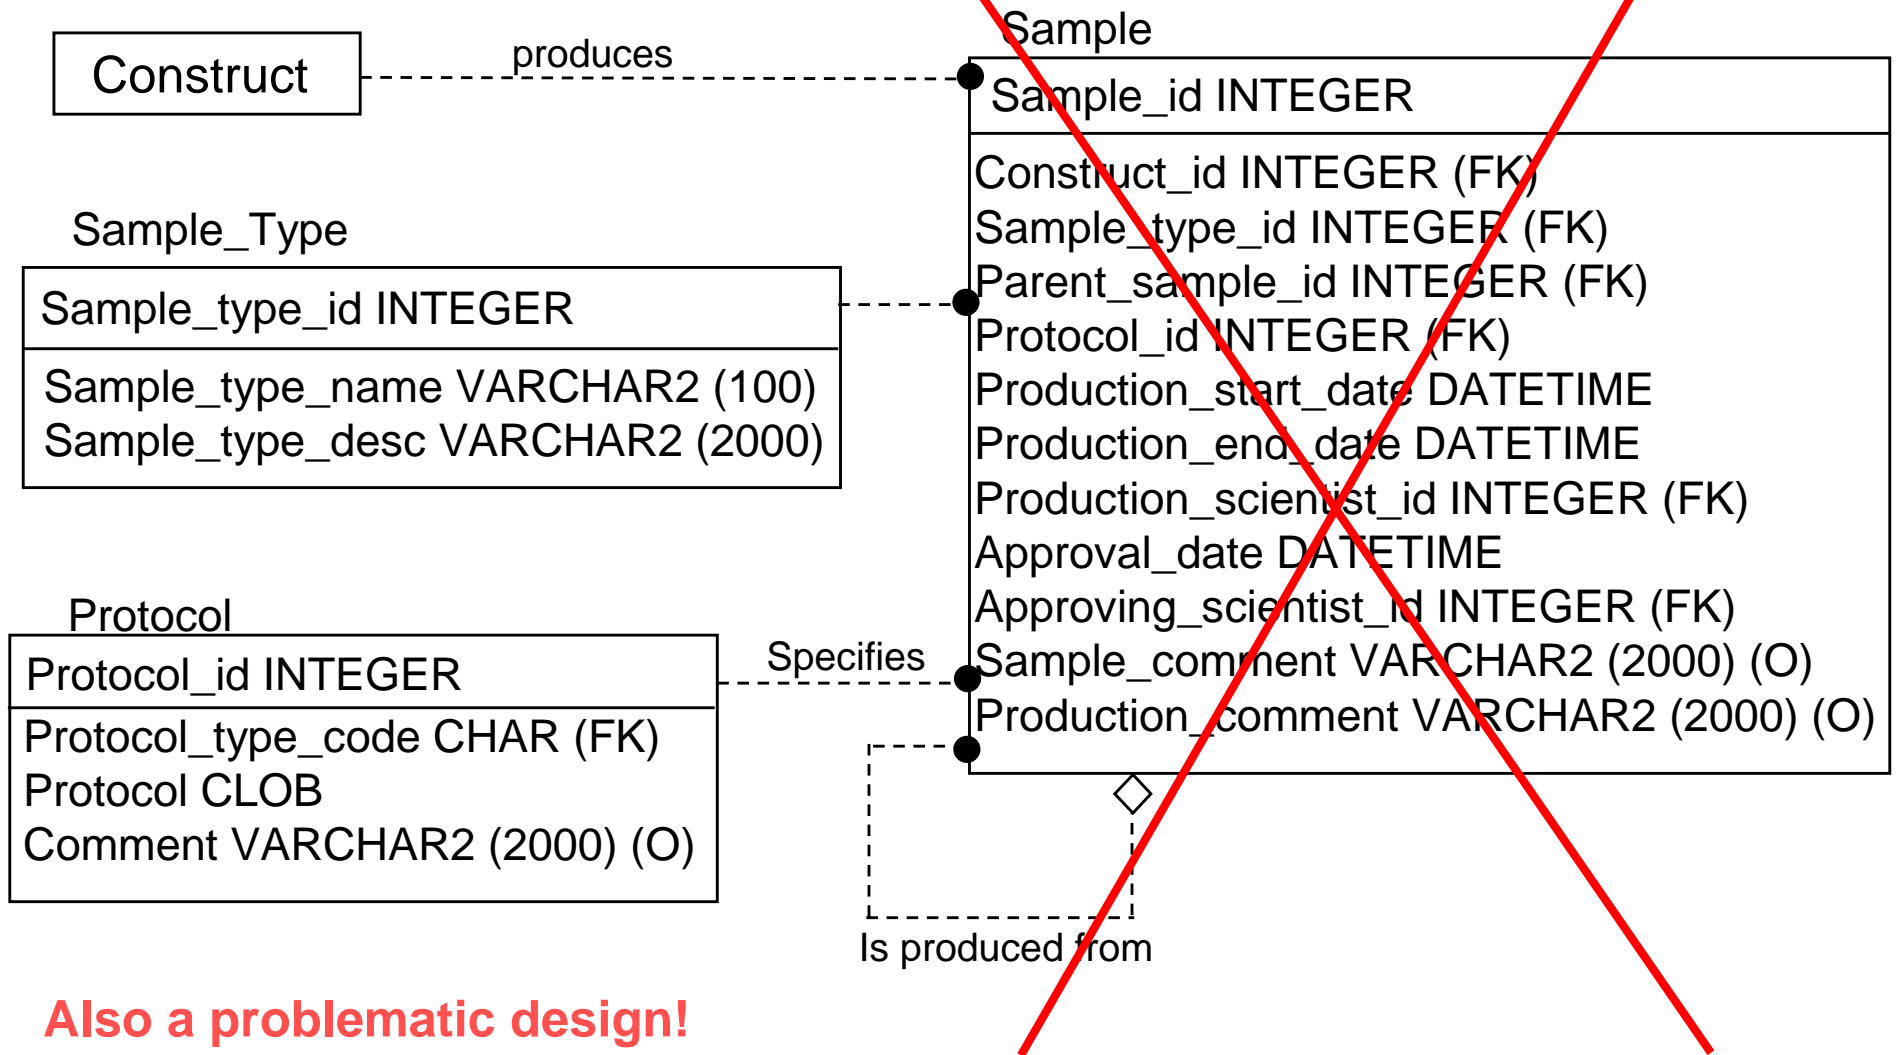 Construct
produces
Sample
Sample_id INTEGER
Construct_id INTEGER (FK)
Sample_type_id INTEGER (FK)
Parent_sample_id INTEGER (FK)
Protocol_id INTEGER (FK)
Production_start_date DATETIME
Production_end_date DATETIME
Production_scientist_id INTEGER (FK)
Approval_date DATETIME
Approving_scientist_id INTEGER (FK)
Sample_comment VARCHAR2 (2000) (O)
Production_comment VARCHAR2 (2000) (O)
Sample_Type
Sample_type_id INTEGER
Sample_type_name VARCHAR2 (100)
Sample_type_desc VARCHAR2 (2000)
Protocol
Protocol_id INTEGER
Protocol_type_code CHAR (FK)
Protocol CLOB
Comment VARCHAR2 (2000) (O)
Specifies
Is produced from
Also a problematic design!